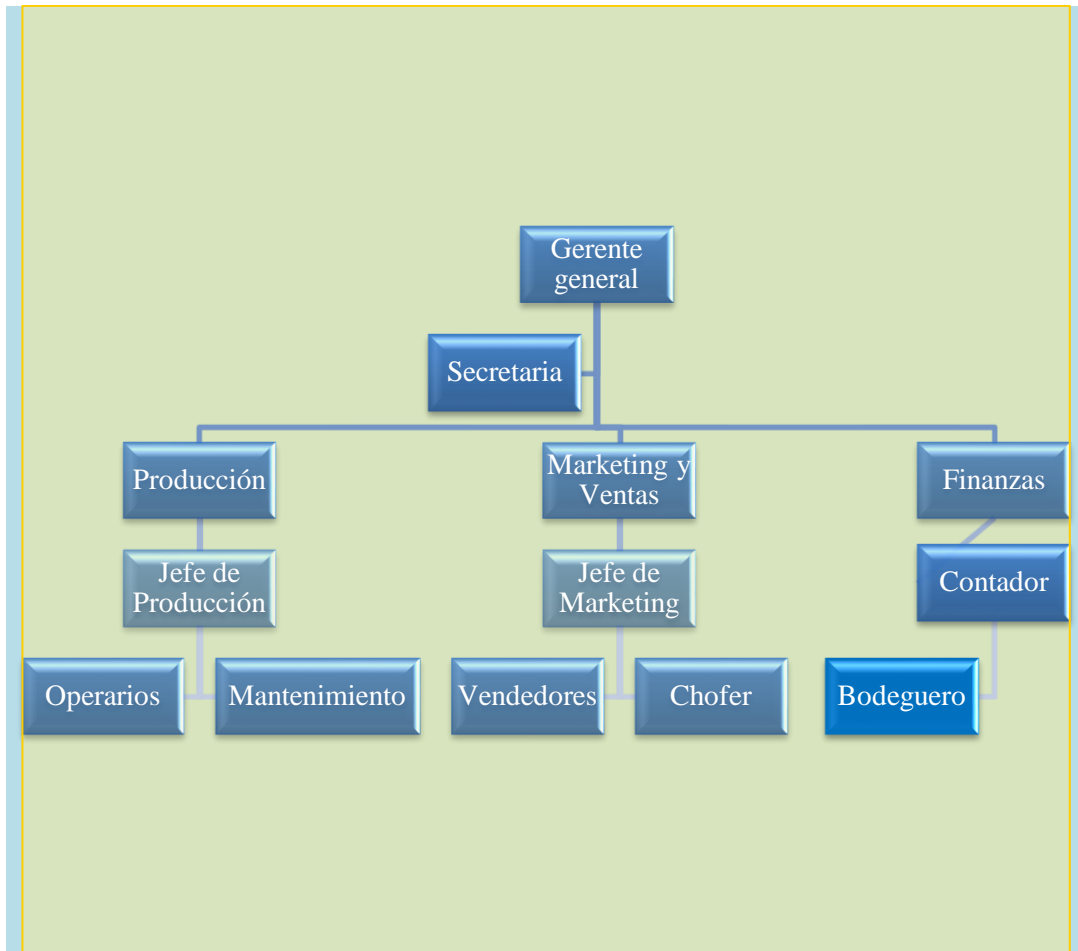 Gerente
general
Secretaria
Producción
Marketing y
Ventas
Finanzas
Jefe de
Producción
Jefe de
Marketing
Contador
Operarios
Mantenimiento
Vendedores
Chofer
Bodeguero